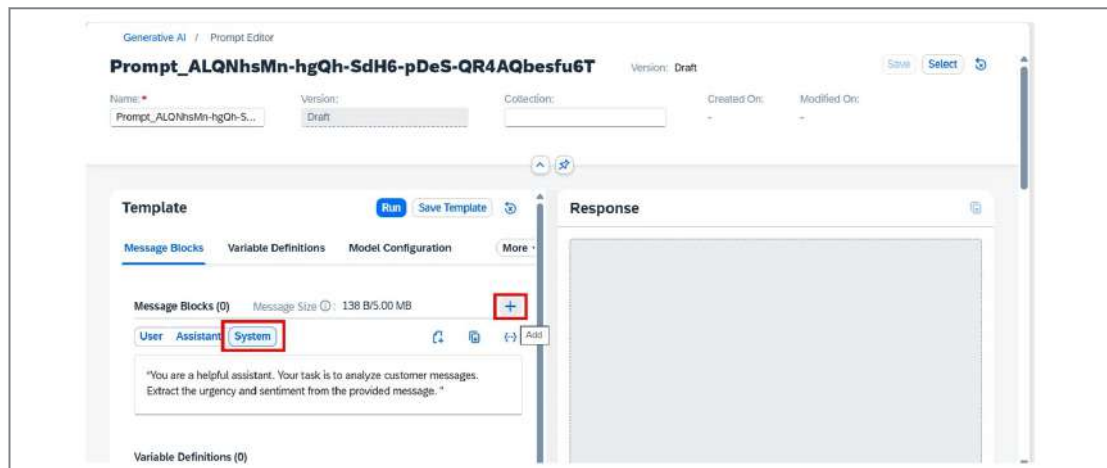 Generative AI / Prompt Editor
Prompt_ALQNhsMn-hgQh-SdH6-pDeS-QR4AQbesfu6T Version: Draft Save Select
Name:* Version: Collection: Created On: Modified On:
Prompt_ALQNhsMn-hgQh-S... Draft - -
Template Run Save Template Response
Message Blocks Variable Definitions Model Configuration More
Message Blocks (0) Message Size : 138 B/5.00 MB
User Assistant System Add
"You are a helpful assistant. Your task is to analyze customer messages.
Extract the urgency and sentiment from the provided message. "
Variable Definitions (0)